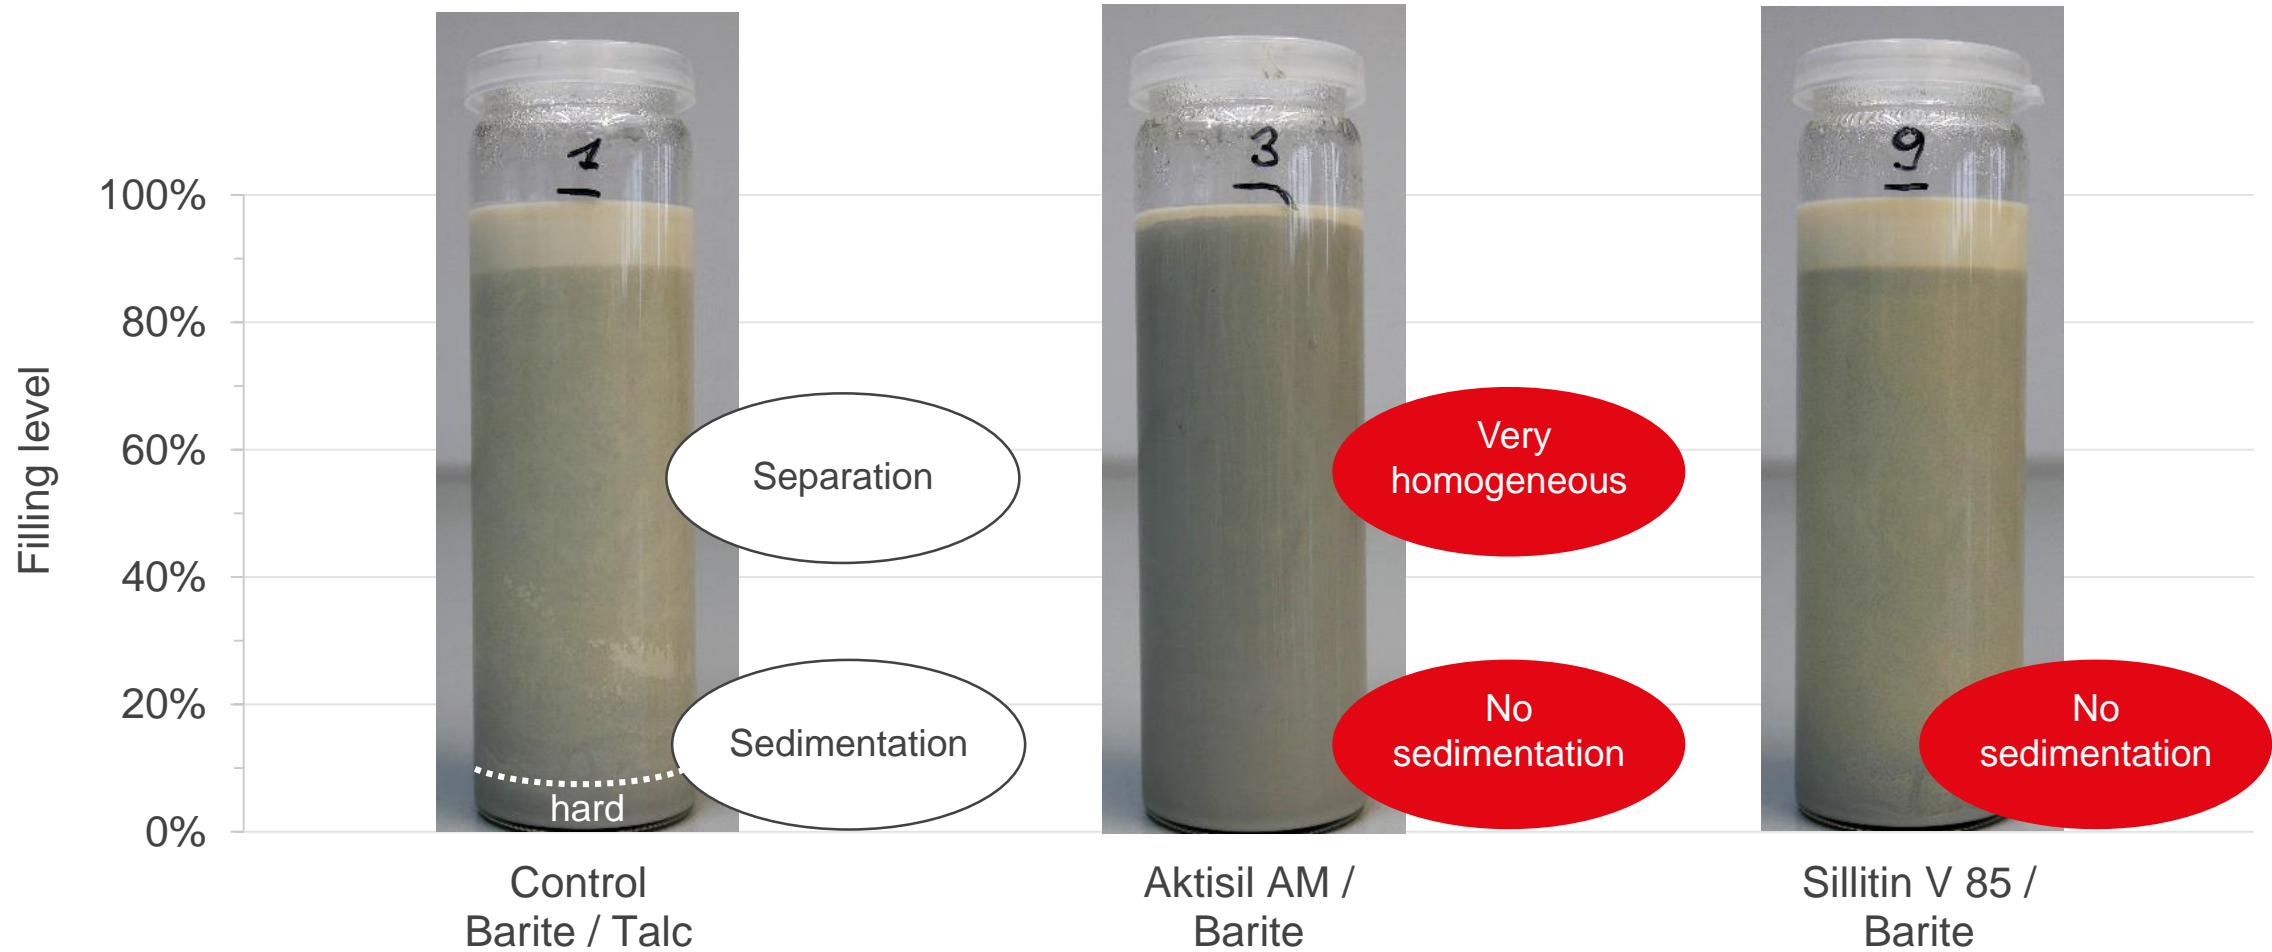 1
3
9
100%
80%
60%
40%
20%
0%
Filling level
Separation
Sedimentation
hard
Very
homogeneous
No
sedimentation
No
sedimentation
Control
Barite / Talc
Aktisil AM /
Barite
Sillitin V 85 /
Barite